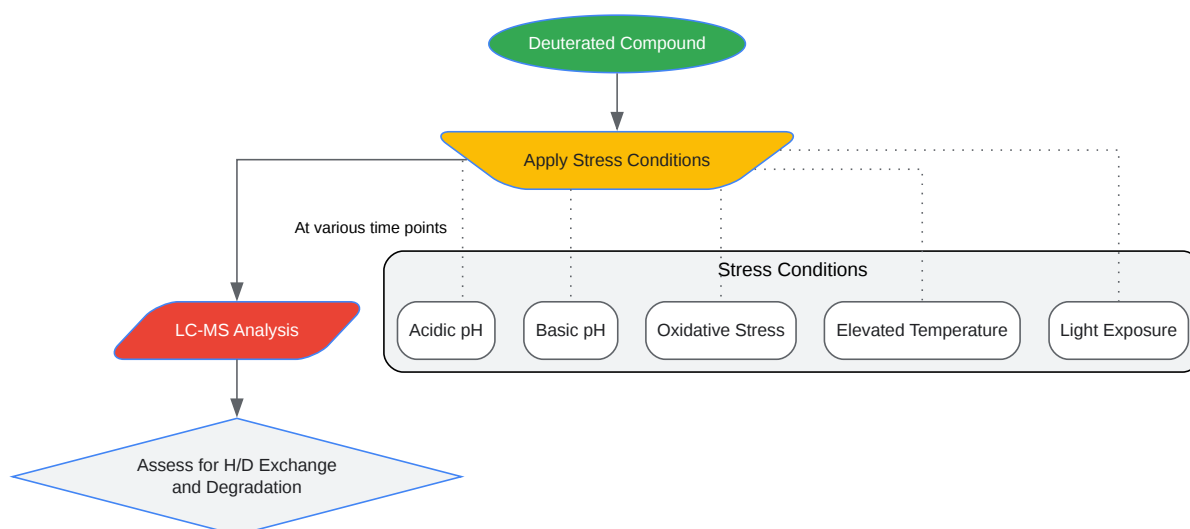 Deuterated Compound
Apply Stress Conditions
At various time points
Stress Conditions
LC-MS Analysis
Acidic pH
Basic pH
Oxidative Stress
Elevated Temperature
Light Exposure
Assess for H/D Exchange
and Degradation